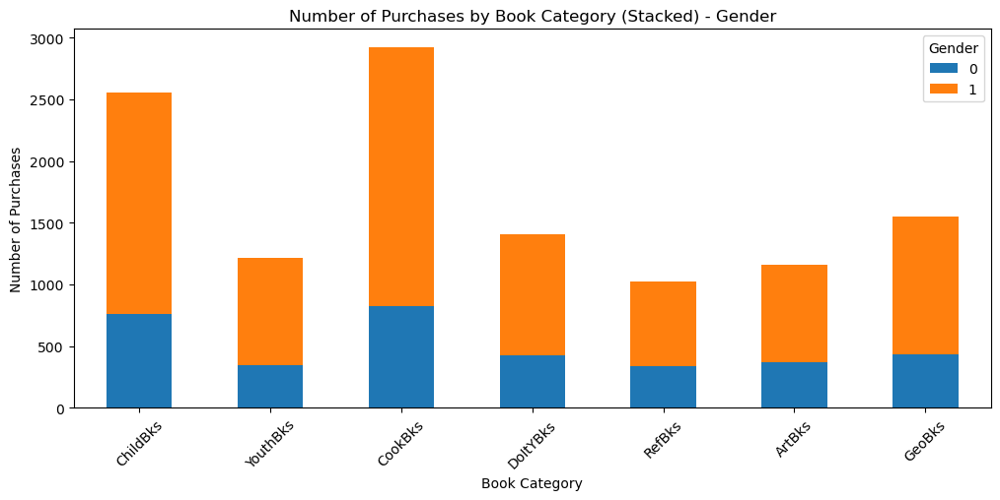 Number of Purchases by Book Category (Stacked) - Gender
Gender
0
1
Number of Purchases
3000
2500
2000
1500
1000
500
0
ChildBks
YouthBks
CookBks
DoItYBks
RefBks
ArtBks
GeoBks
Book Category